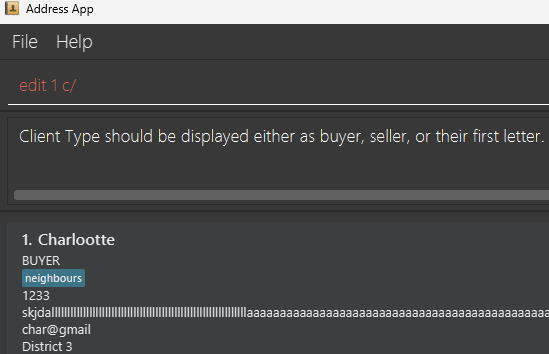 Address App
File Help
edit 1 c/
Client Type should be displayed either as buyer, seller, or their first letter.
1. Charlootte
BUYER
neighbours
1233
char@gmail
District 3